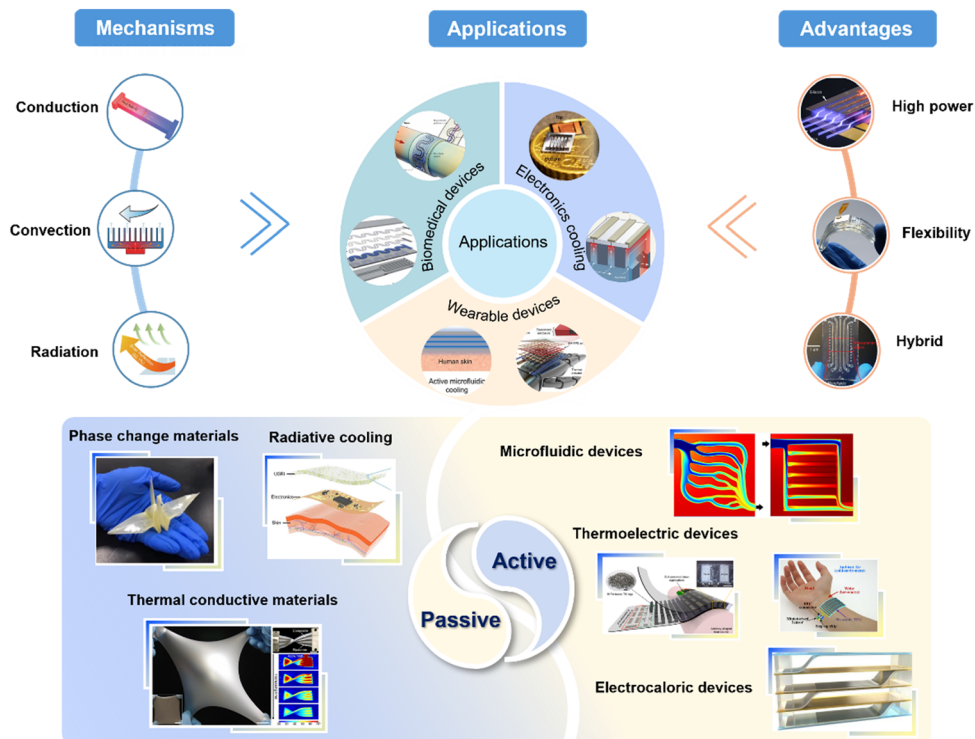 Mechanisms
Applications
Advantages
Conduction
Convection
Radiation
Biomedical devices
Electronics cooling
Wearable devices
Applications
Human skin
Active microfluidic
cooling
High power
Flexibility
Hybrid
Phase change materials
Radiative cooling
Electronics
Skin
Thermal conductive materials
Passive
Active
Microfluidic devices
Thermoelectric devices
Electrocaloric devices